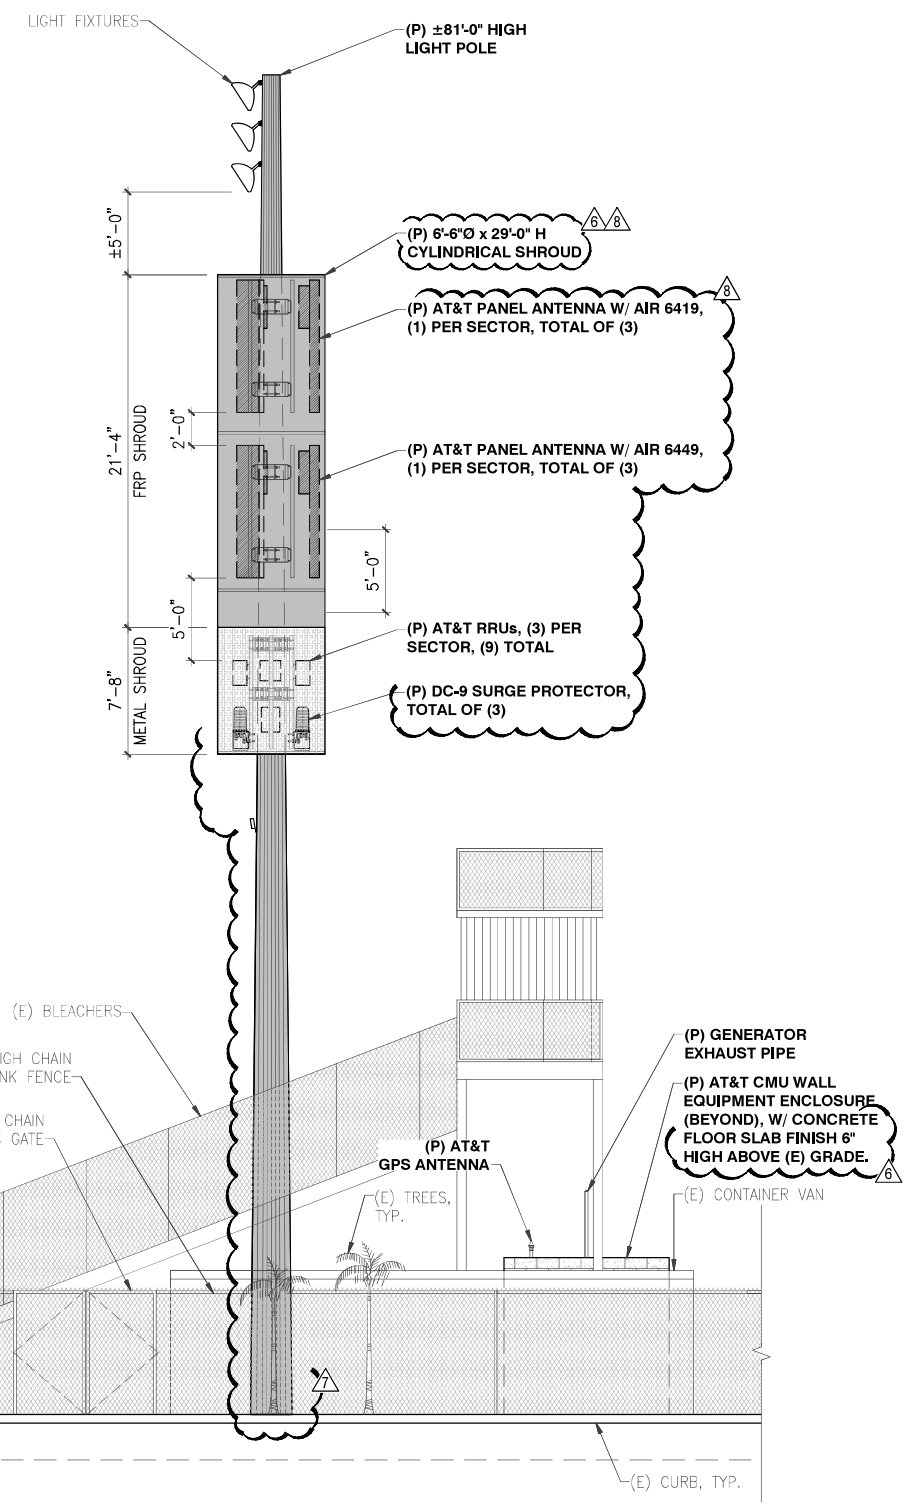 LIGHT FIXTURES
(P) ±81'-0" HIGH
LIGHT POLE
±5'-0"
(P) 6'-6"Ø x 29'-0" H
CYLINDRICAL SHROUD
6
8
8
(P) AT&T PANEL ANTENNA W/ AIR 6419,
(1) PER SECTOR, TOTAL OF (3)
21'-4"
FRP SHROUD
2'-0"
(P) AT&T PANEL ANTENNA W/ AIR 6449,
(1) PER SECTOR, TOTAL OF (3)
5'-0"
5'-0"
7'-8"
METAL SHROUD
(P) AT&T RRUs, (3) PER
SECTOR, (9) TOTAL
(P) DC-9 SURGE PROTECTOR,
TOTAL OF (3)
(E) BLEACHERS
IGH CHAIN
NK FENCE
CHAIN
GATE
(P) GENERATOR
EXHAUST PIPE
(P) AT&T CMU WALL
EQUIPMENT ENCLOSURE
(BEYOND), W/ CONCRETE
FLOOR SLAB FINISH 6"
HIGH ABOVE (E) GRADE.
6
(P) AT&T
GPS ANTENNA
(E) TREES,
TYP.
(E) CONTAINER VAN
7
(E) CURB, TYP.